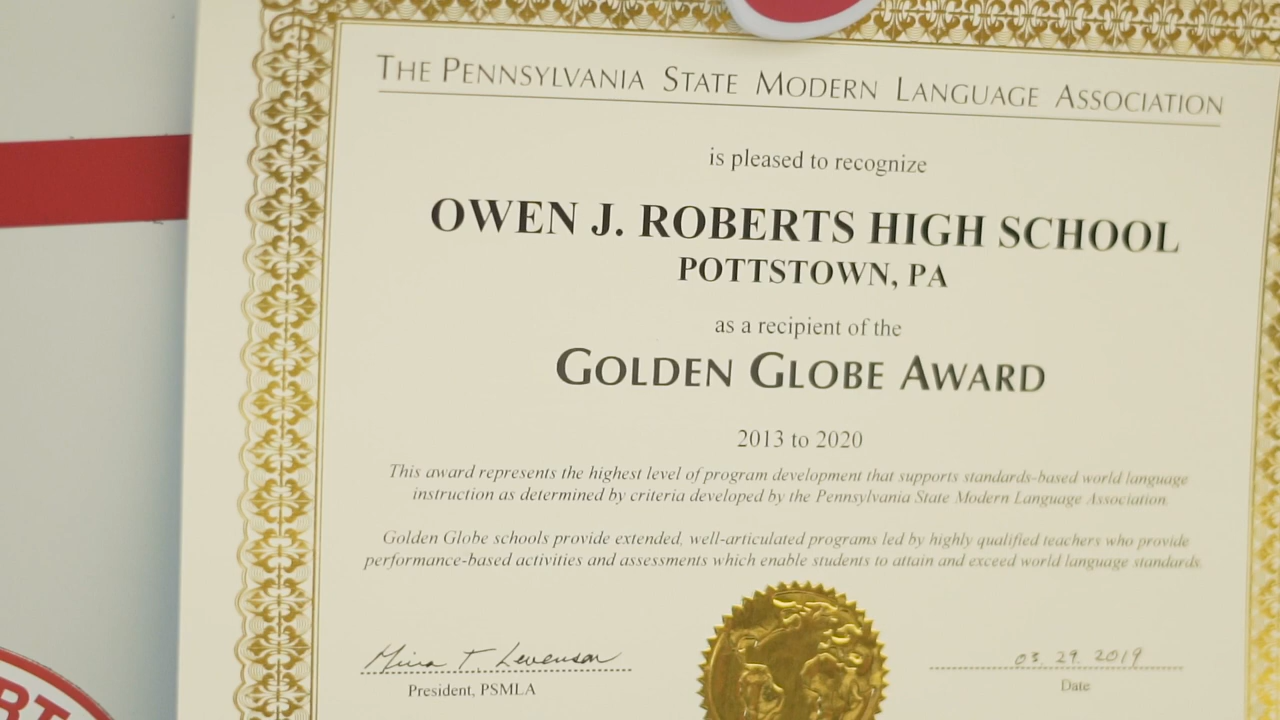 THE PENNSYLVANIA STATE MODERN LANGUAGE ASSOCIATION
is pleased to recognize
OWEN J. ROBERTS HIGH SCHOOL
POTTSTOWN, PA
as a recipient of the
GOLDEN GLOBE AWARD
2013 to 2020
This award represents the highest level of program development that supports standards-based world language
instruction as determined by criteria developed by the Pennsylvania State Modern Language Association.
Golden Globe schools provide extended, well-articulated programs led by highly qualified teachers who provide
performance-based activities and assessments which enable students to attain and exceed world language standards.
Mina T. Levenson
03. 29. 2019
President, PSMLA
Date